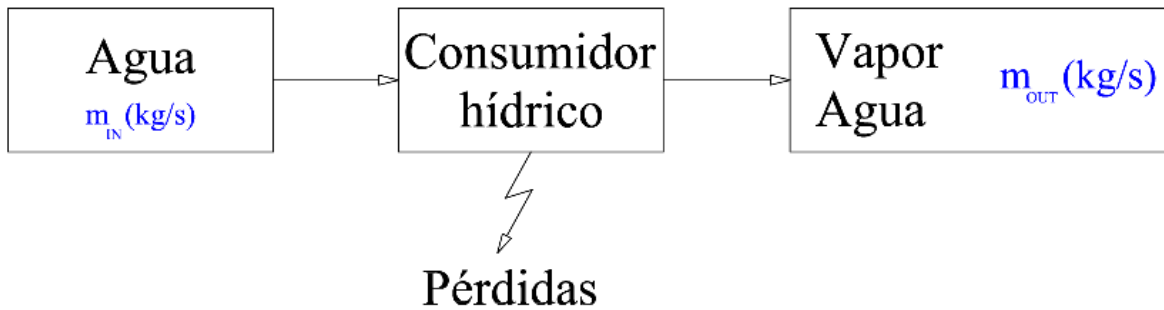 Agua
m_IN (kg/s)
Consumidor
hídrico
Vapor
Agua
m_OUT (kg/s)
Pérdidas